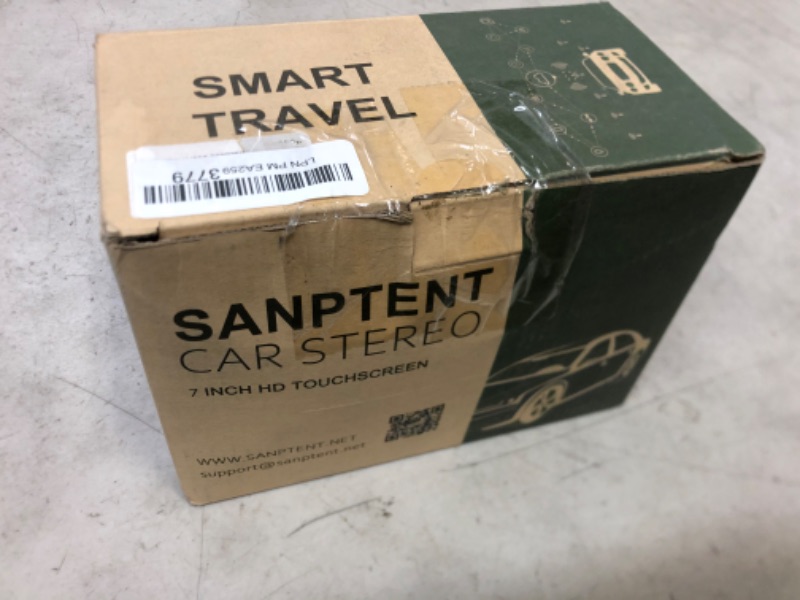 SMART
TRAVEL
LPN PM EA259 3779
SANPTENT
CAR STEREO
7 INCH HD TOUCHSCREEN
WWW.SANPTENT.NET
support@sanptent.net